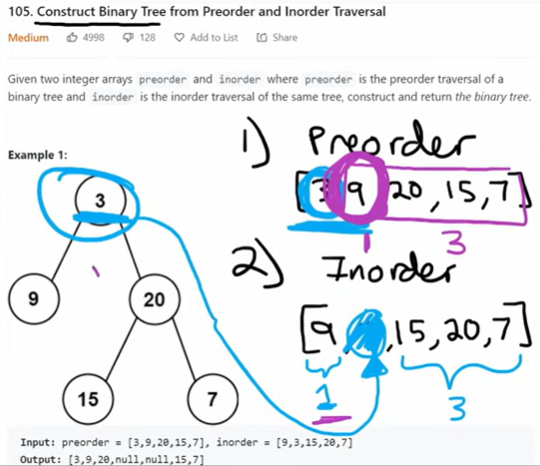 105. Construct Binary Tree from Preorder and Inorder Traversal
Medium 4998 128 Add to List Share
Given two integer arrays preorder and inorder where preorder is the preorder traversal of a
binary tree and inorder is the inorder traversal of the same tree, construct and return the binary tree.
Example 1:
3
9 20
15 7
1) Preorder
[3 9 20, 15, 7]
1 3
2) Inorder
[9, , 15, 20, 7]
1 3
Input: preorder = [3,9,20,15,7], inorder = [9,3,15,20,7]
Output: [3,9,20,null,null,15,7]